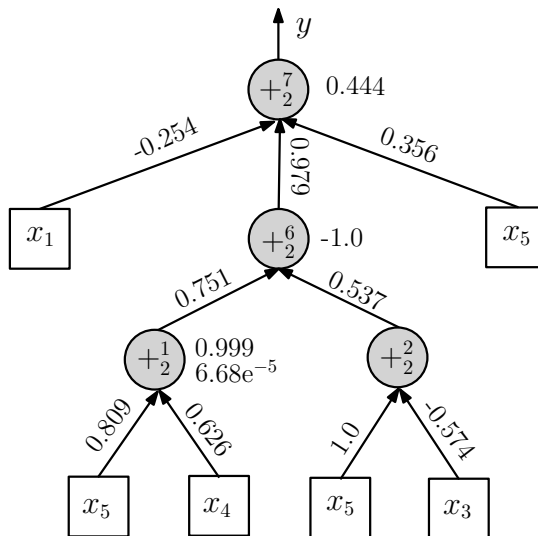 y
+₂⁷ 0.444
-0.254 0.979 0.356
x₁ +₂⁶ -1.0 x₅
0.751 0.537
+₂¹ 0.999 +₂²
6.68e⁻⁵
0.809 0.626 1.0 -0.574
x₅ x₄ x₅ x₃